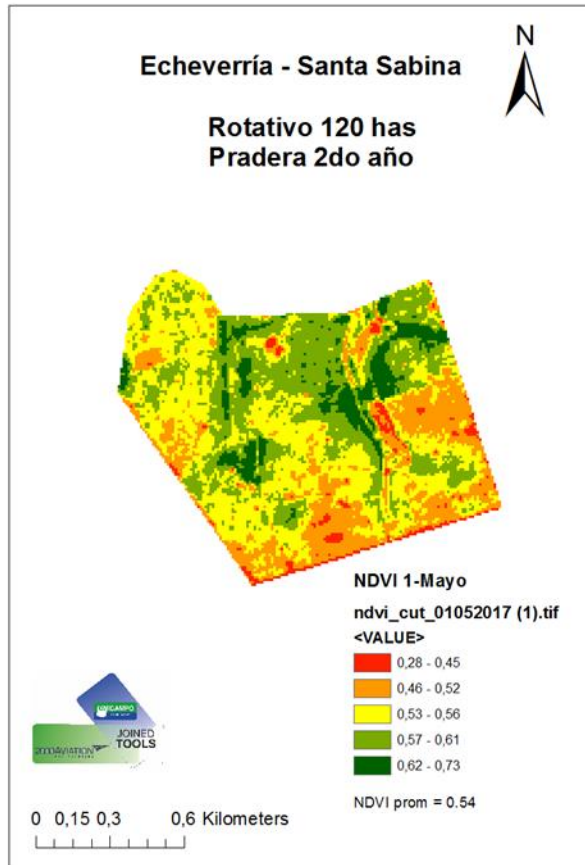 N
Echeverría - Santa Sabina
Rotativo 120 has
Pradera 2do año
NDVI 1-Mayo
ndvi_cut_01052017 (1).tif
<VALUE>
0,28 - 0,45
0,46 - 0,52
0,53 - 0,56
0,57 - 0,61
0,62 - 0,73
NDVI prom = 0.54
UNICAMPO
JOINED
TOOLS
0 0,15 0,3 0,6 Kilometers